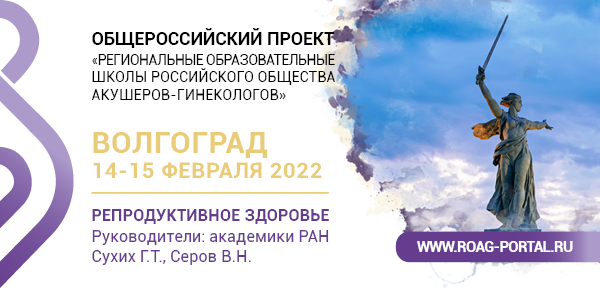 ОБЩЕРОССИЙСКИЙ ПРОЕКТ
«РЕГИОНАЛЬНЫЕ ОБРАЗОВАТЕЛЬНЫЕ
ШКОЛЫ РОССИЙСКОГО ОБЩЕСТВА
АКУШЕРОВ-ГИНЕКОЛОГОВ»
ВОЛГОГРАД
14-15 ФЕВРАЛЯ 2022
РЕПРОДУКТИВНОЕ ЗДОРОВЬЕ
Руководители: академики РАН
Сухих Г.Т., Серов В.Н.
WWW.ROAG-PORTAL.RU